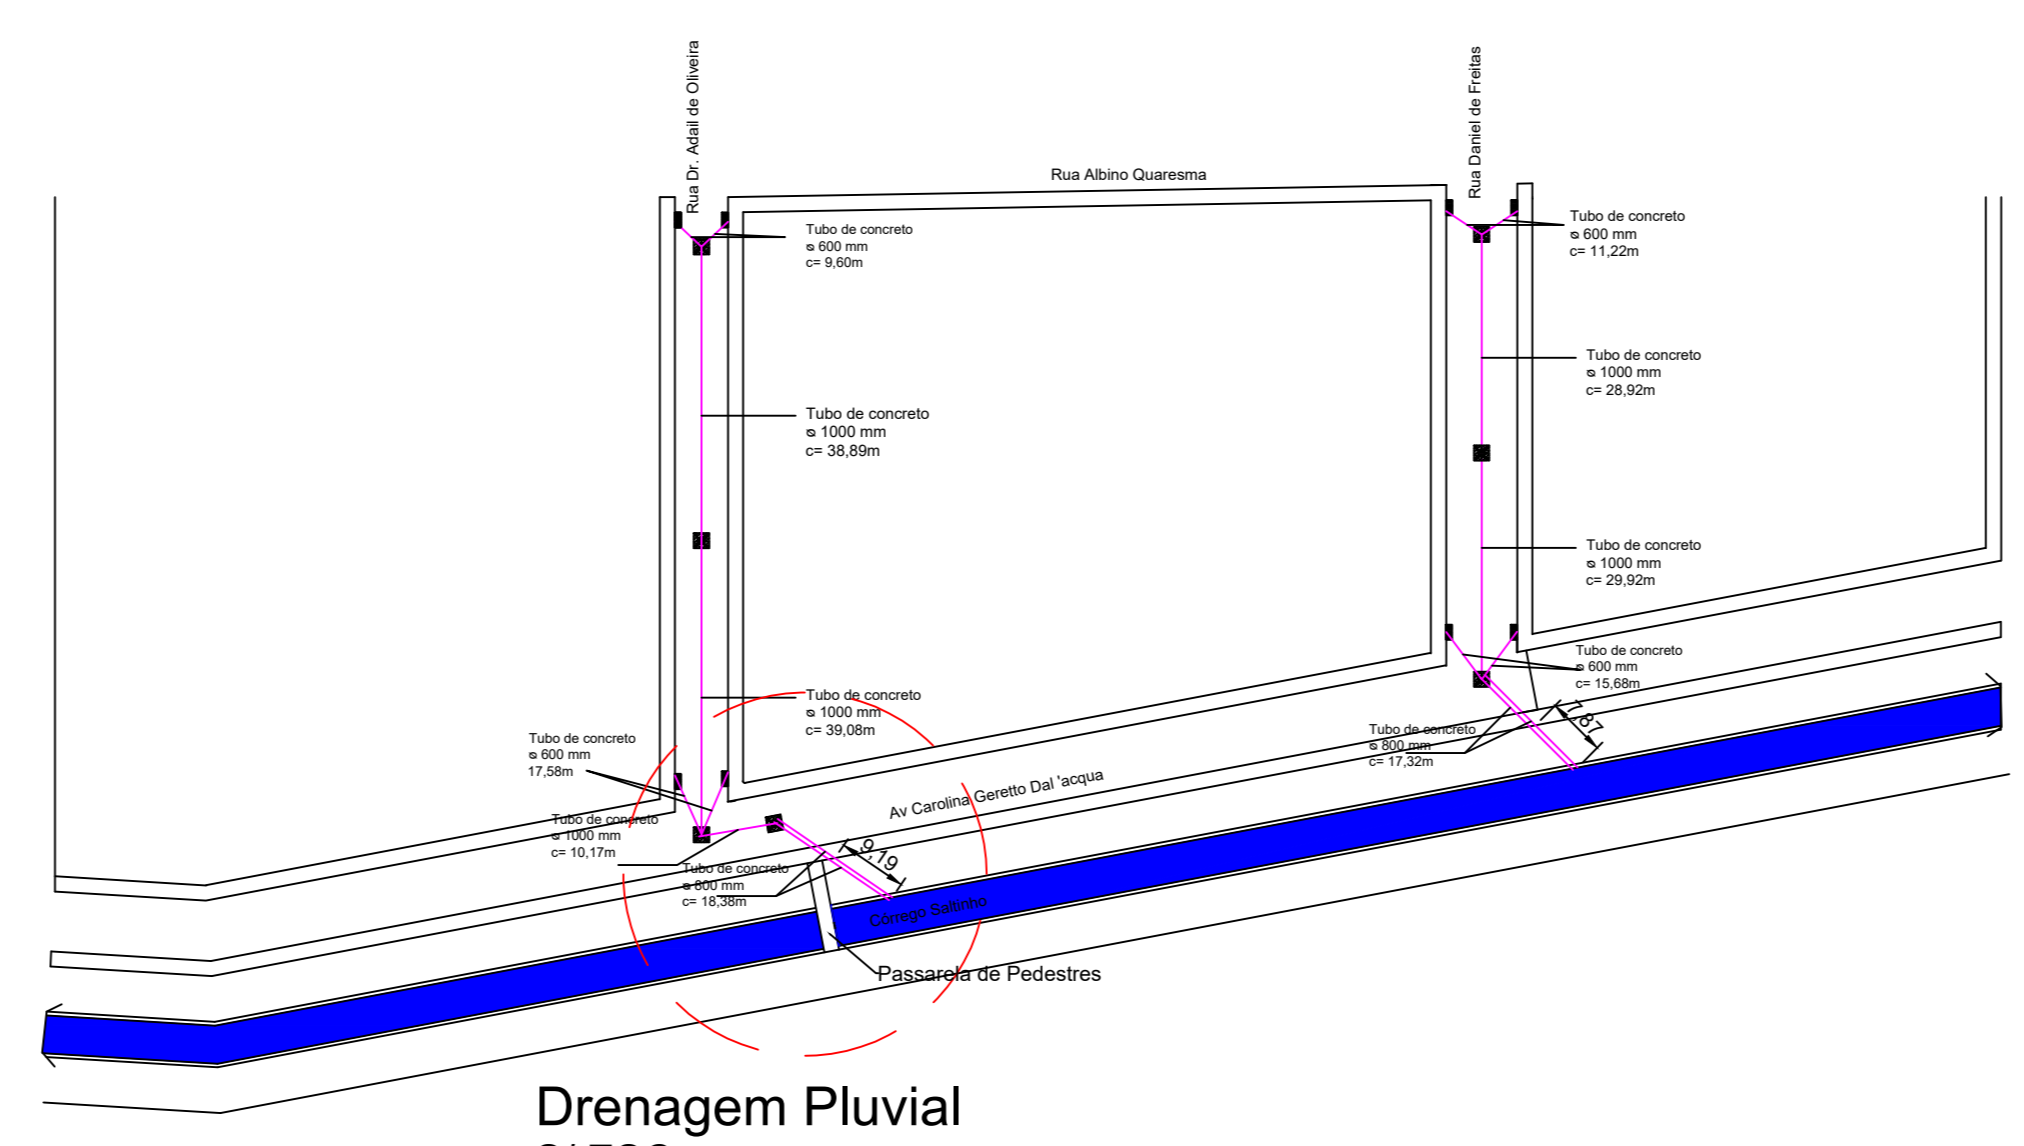 Rua Dr. Adail de Oliveira
Rua Albino Quaresma
Rua Daniel de Freitas
Tubo de concreto
ø 600 mm
c= 9,60m
Tubo de concreto
ø 600 mm
c= 11,22m
Tubo de concreto
ø 1000 mm
c= 28,92m
Tubo de concreto
ø 1000 mm
c= 38,89m
Tubo de concreto
ø 1000 mm
c= 29,92m
Tubo de concreto
ø 600 mm
c= 15,68m
Tubo de concreto
ø 1000 mm
c= 39,08m
Tubo de concreto
ø 800 mm
c= 17,32m
7,87
Tubo de concreto
ø 600 mm
17,58m
Av Carolina Geretto Dal 'acqua
Tubo de concreto
ø 1000 mm
c= 10,17m
9,19
Tubo de concreto
ø 800 mm
c= 18,38m
Córrego Saltinho
Passarela de Pedestres
Drenagem Pluvial